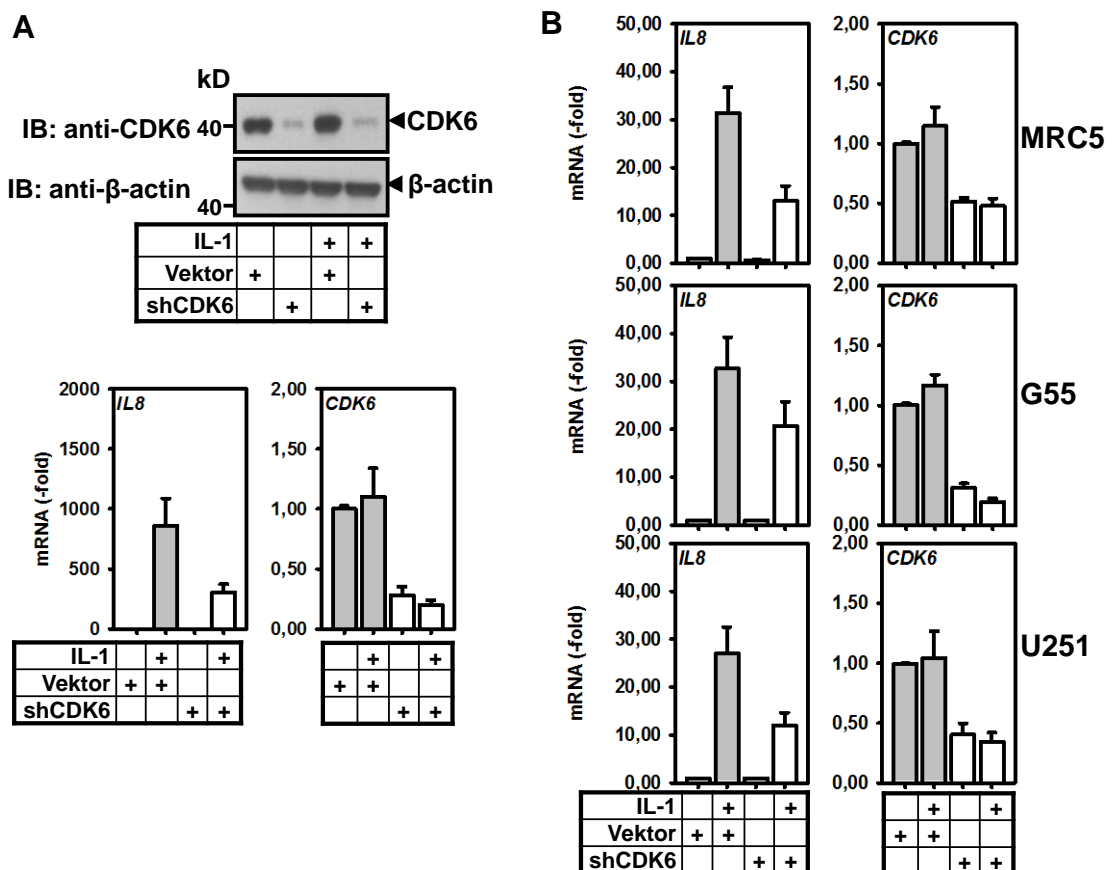 A
kD
IB: anti-CDK6 40 CDK6
IB: anti-β-actin 40 β-actin
IL-1 + +
Vektor + +
shCDK6 + +
mRNA (-fold)
2000
1500
1000
500
0
IL8
2,00
1,50
1,00
0,50
0,00
CDK6
IL-1 + +
Vektor + +
shCDK6 + +
+ +
+ +
+ +
B
mRNA (-fold)
50,00
40,00
30,00
20,00
10,00
0,00
IL8
2,00
1,50
1,00
0,50
0,00
CDK6
MRC5
mRNA (-fold)
50,00
40,00
30,00
20,00
10,00
0,00
IL8
2,00
1,50
1,00
0,50
0,00
CDK6
G55
mRNA (-fold)
50,00
40,00
30,00
20,00
10,00
0,00
IL8
2,00
1,50
1,00
0,50
0,00
CDK6
U251
IL-1 + +
Vektor + +
shCDK6 + +
+ +
+ +
+ +